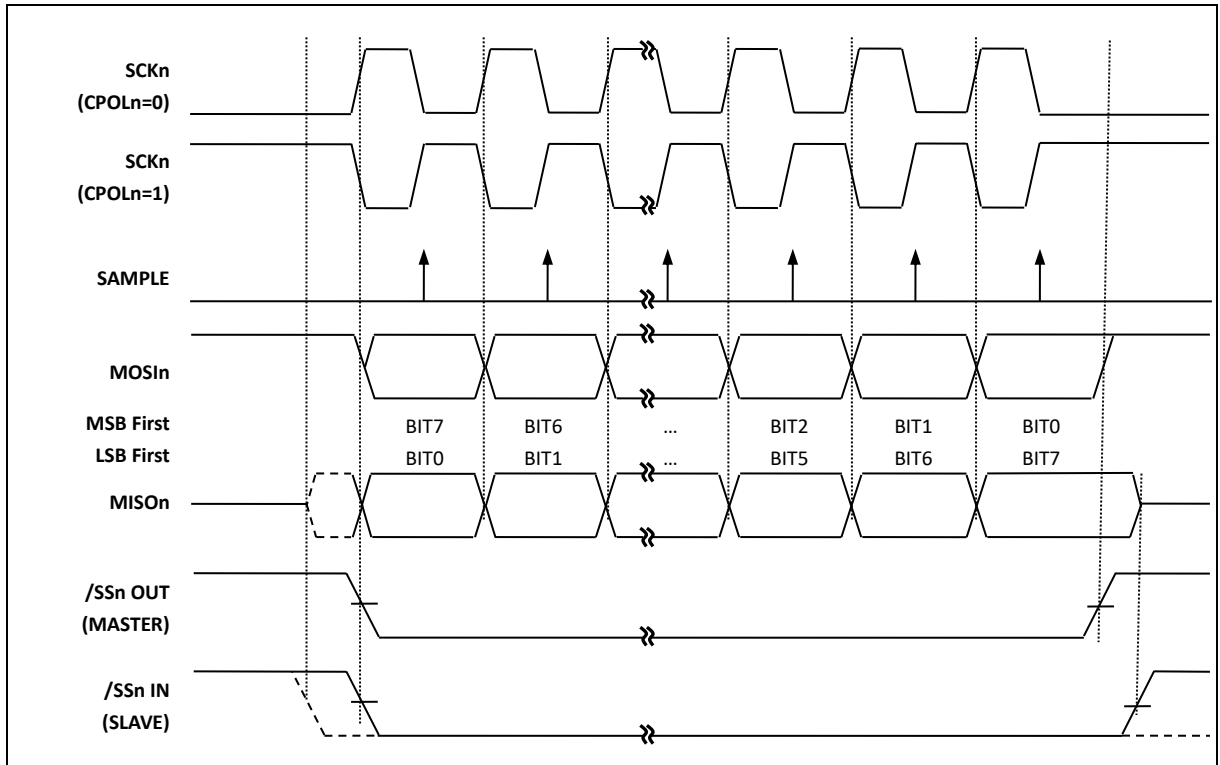 SCKn
(CPOLn=0)
SCKn
(CPOLn=1)
SAMPLE
MOSIn
MSB First BIT7 BIT6 ... BIT2 BIT1 BIT0
LSB First BIT0 BIT1 ... BIT5 BIT6 BIT7
MISOn
/SSn OUT
(MASTER)
/SSn IN
(SLAVE)